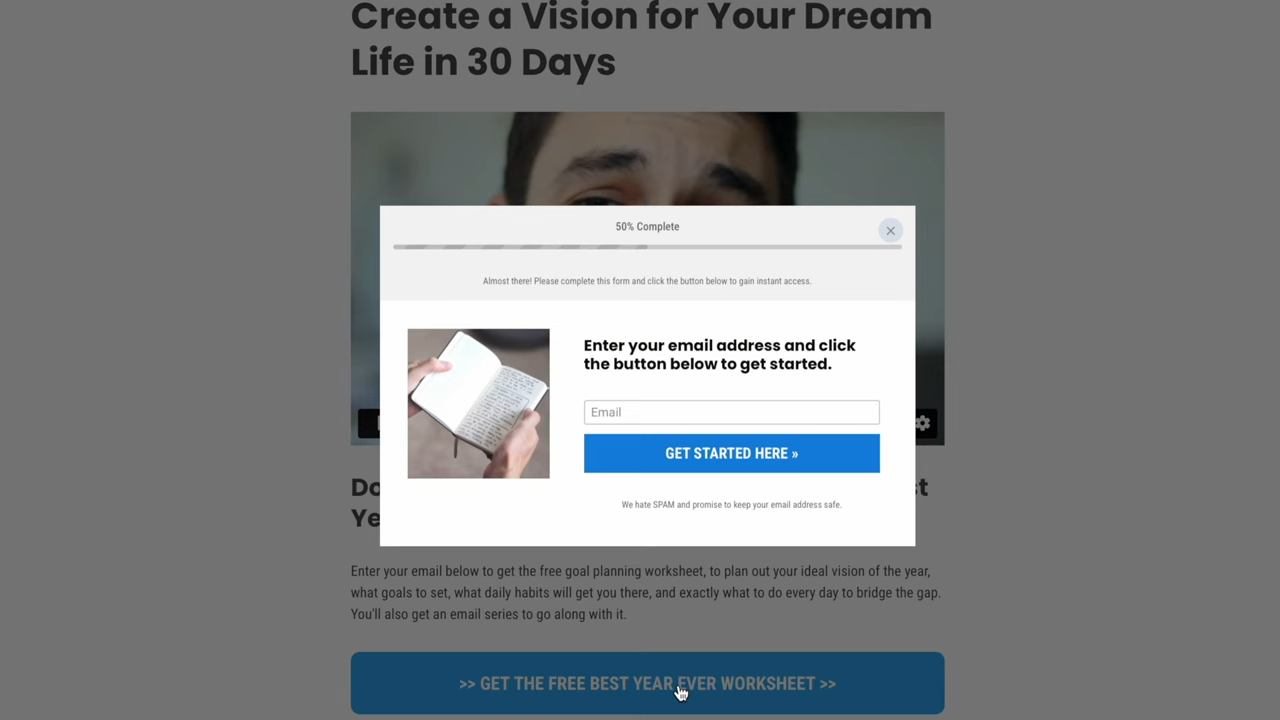 Create a Vision for Your Dream
Life in 30 Days
50% Complete
Almost there! Please complete this form and click the button below to gain instant access.
Enter your email address and click
the button below to get started.
Email
GET STARTED HERE »
We hate SPAM and promise to keep your email address safe.
Enter your email below to get the free goal planning worksheet, to plan out your ideal vision of the year,
what goals to set, what daily habits will get you there, and exactly what to do every day to bridge the gap.
You'll also get an email series to go along with it.
>> GET THE FREE BEST YEAR EVER WORKSHEET >>